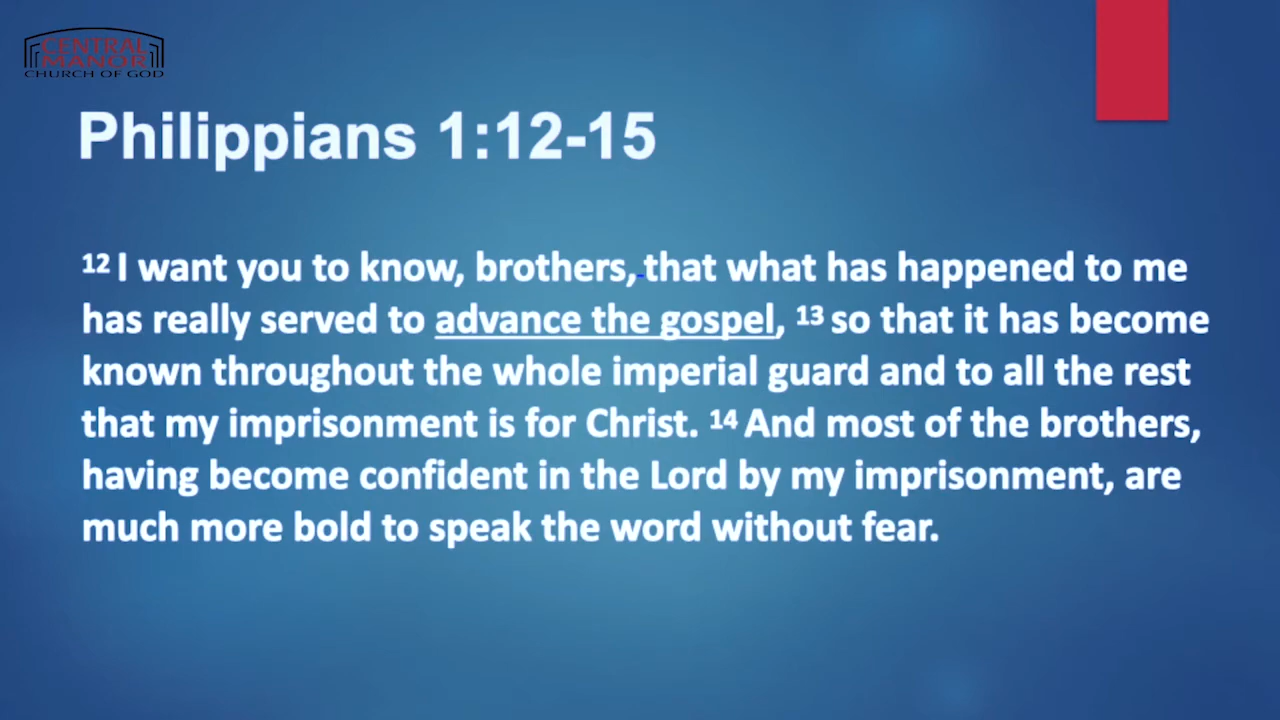 CENTRAL
MANOR
CHURCH OF GOD
Philippians 1:12-15
12 I want you to know, brothers, that what has happened to me
has really served to advance the gospel, 13 so that it has become
known throughout the whole imperial guard and to all the rest
that my imprisonment is for Christ. 14 And most of the brothers,
having become confident in the Lord by my imprisonment, are
much more bold to speak the word without fear.